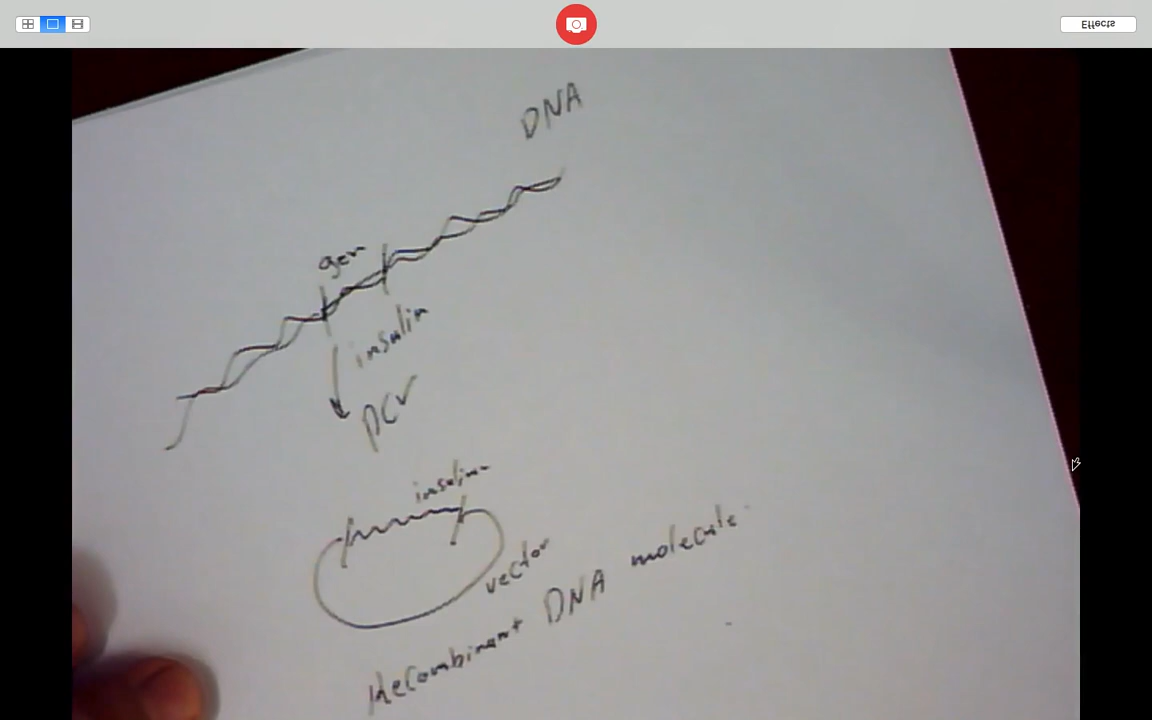 Effects
DNA
gen
insulin
pcr
insulin
vector
Recombinant DNA molecule